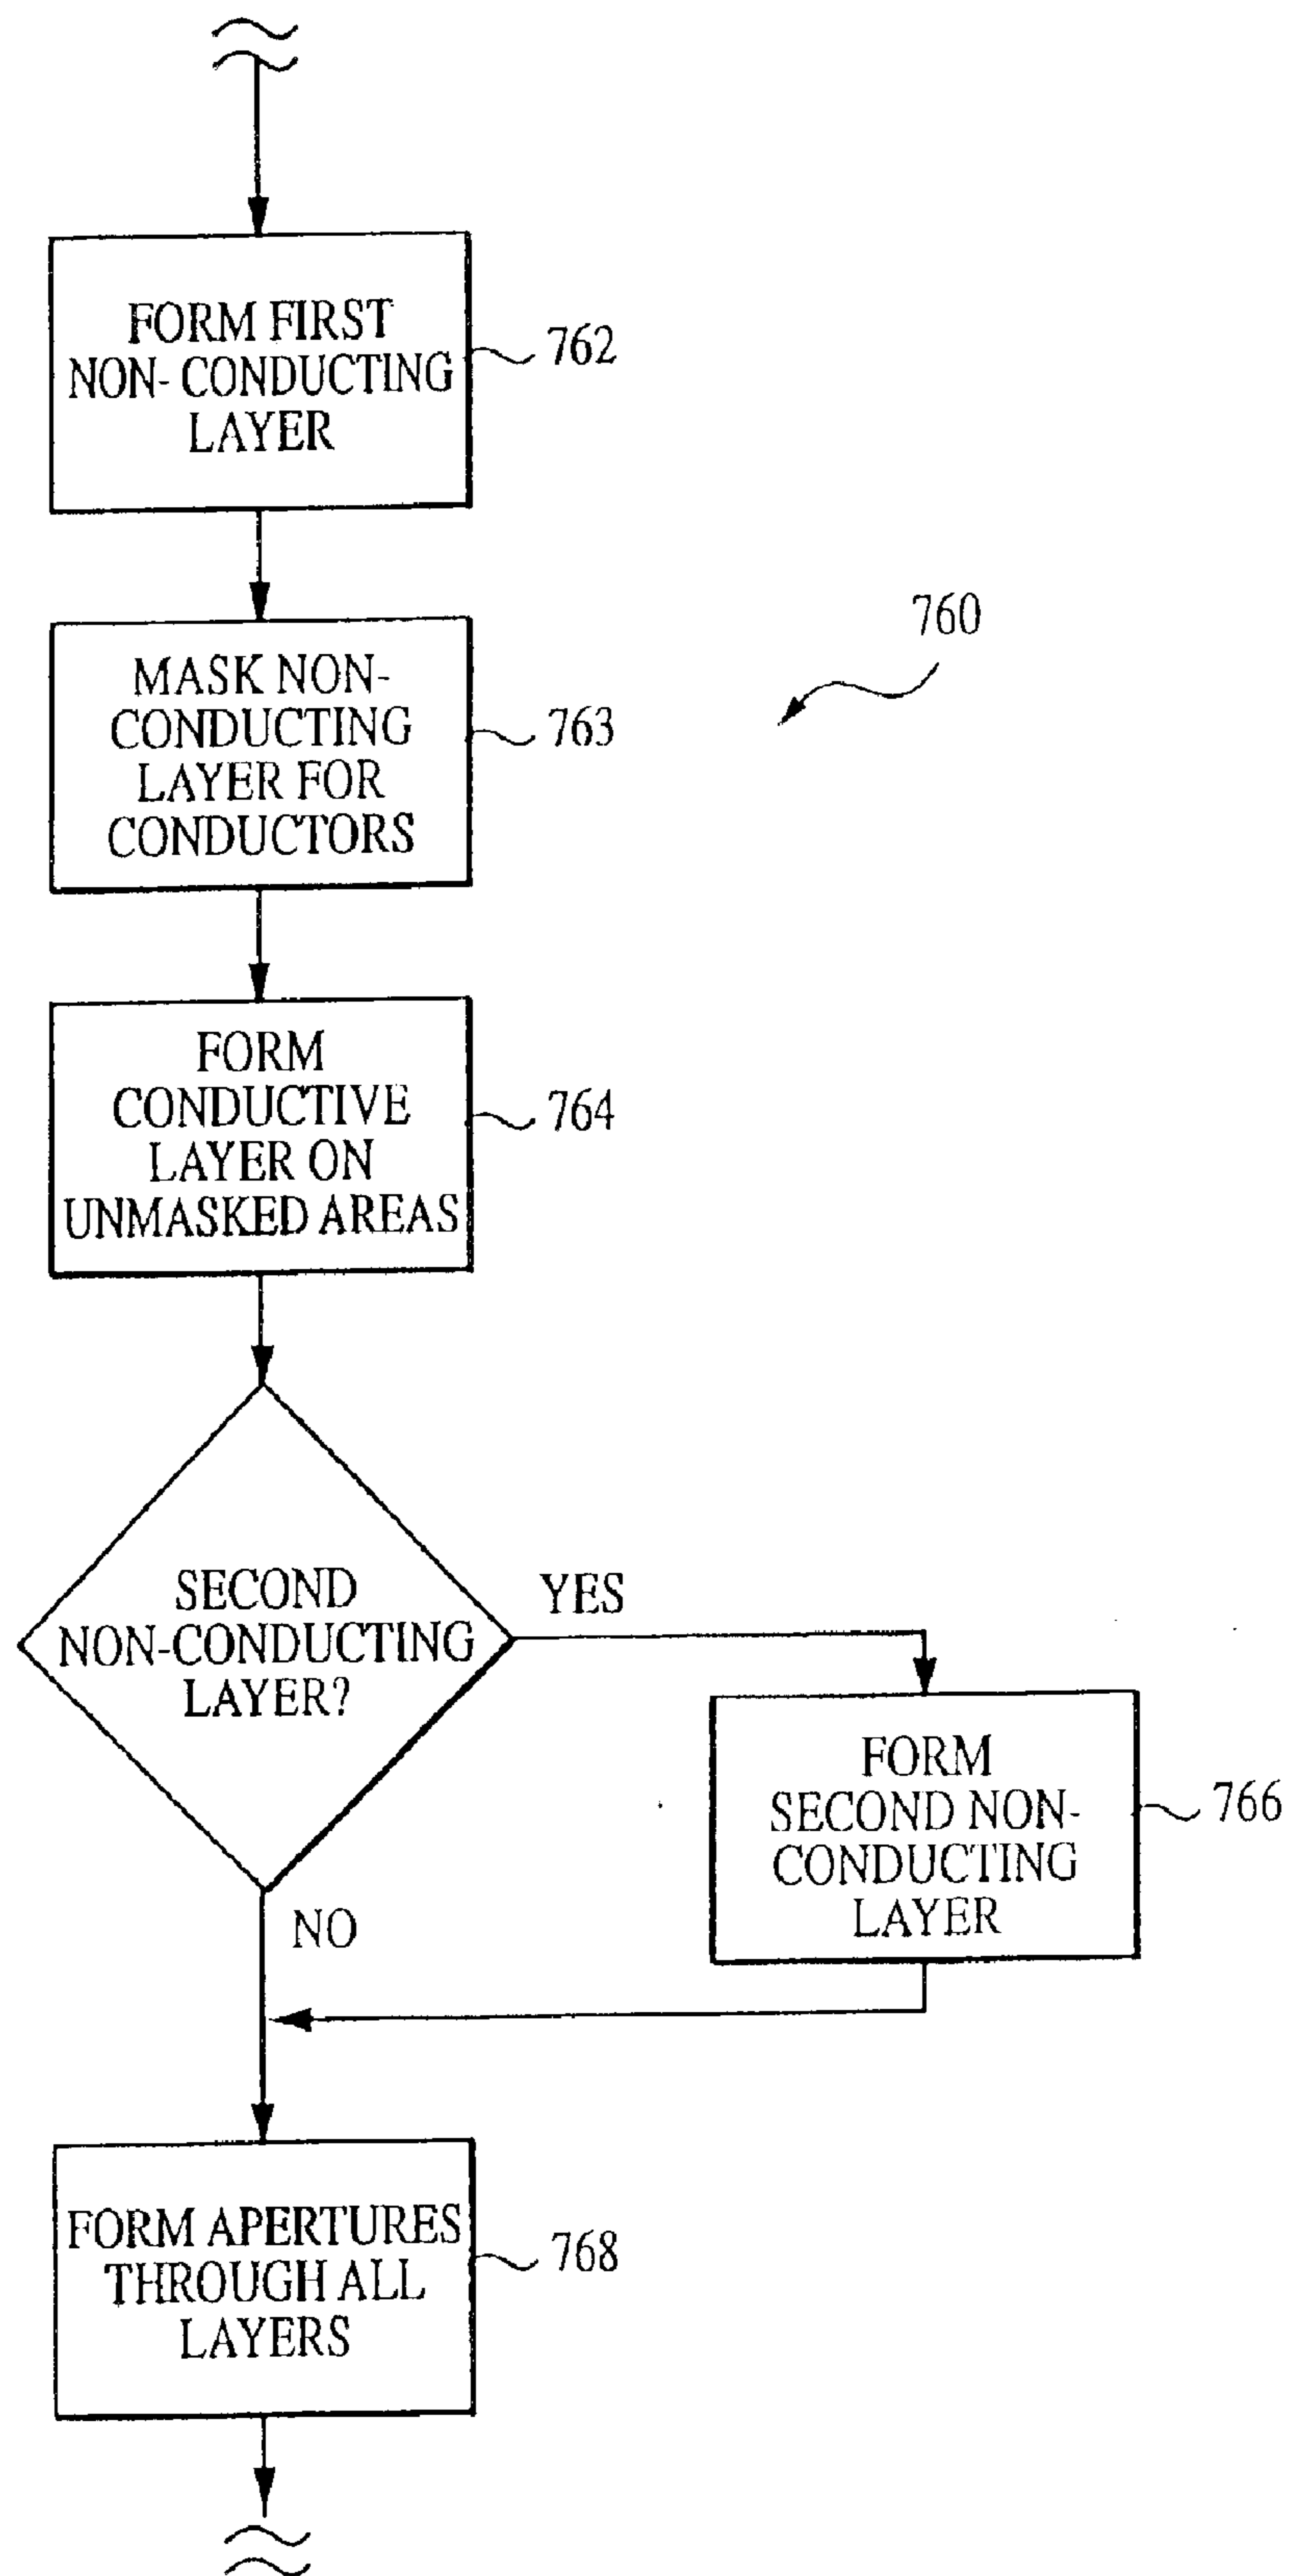 FORM FIRST
NON- CONDUCTING
LAYER
762
MASK NON-
CONDUCTING
LAYER FOR
CONDUCTORS
763
760
FORM
CONDUCTIVE
LAYER ON
UNMASKED AREAS
764
SECOND
NON-CONDUCTING
LAYER?
YES
NO
FORM
SECOND NON-
CONDUCTING
LAYER
766
FORM APERTURES
THROUGH ALL
LAYERS
768